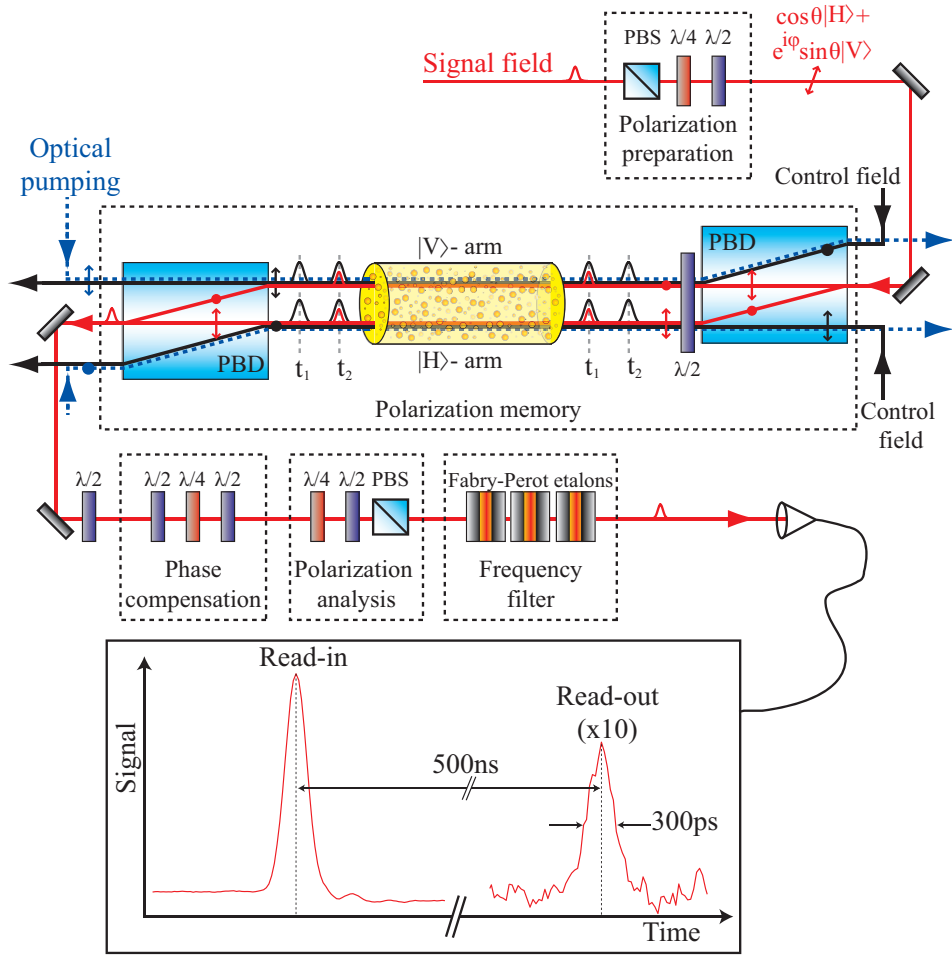 cosθ|H⟩+
e^{iφ}sinθ|V⟩
Signal field
PBS λ/4 λ/2
Polarization
preparation
Optical
pumping
Control field
PBD
|V⟩- arm
|H⟩- arm
PBD
t₁ t₂
t₁ t₂
λ/2
Polarization memory
Control
field
λ/2
λ/2 λ/4 λ/2
Phase
compensation
λ/4 λ/2 PBS
Polarization
analysis
Fabry-Perot etalons
Frequency
filter
Read-in
Read-out
(x10)
500ns
300ps
Signal
Time